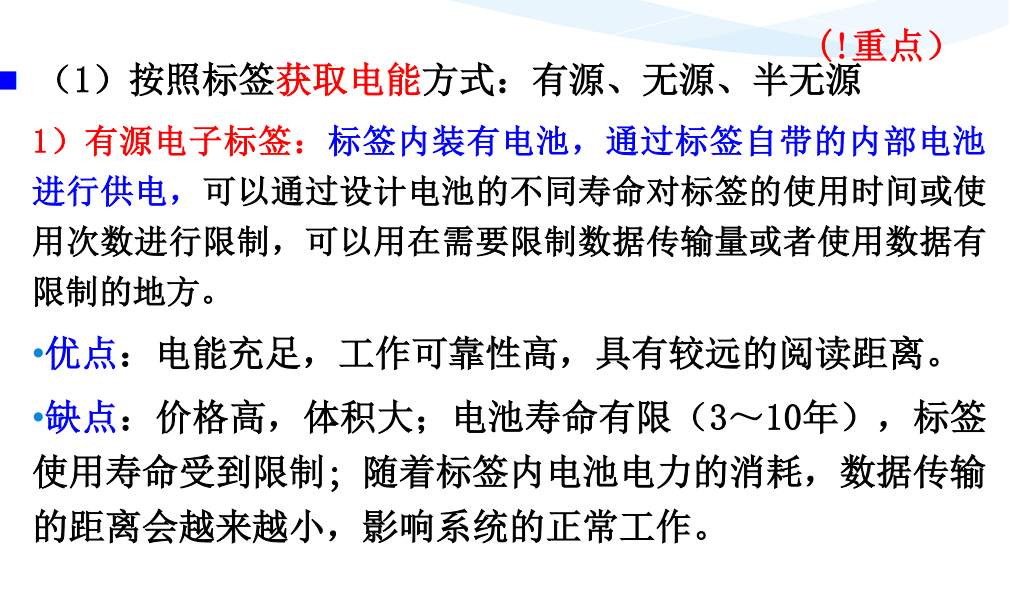 (!重点）
（1）按照标签获取电能方式：有源、无源、半无源
1）有源电子标签：标签内装有电池，通过标签自带的内部电池
进行供电，可以通过设计电池的不同寿命对标签的使用时间或使
用次数进行限制，可以用在需要限制数据传输量或者使用数据有
限制的地方。
•优点：电能充足，工作可靠性高，具有较远的阅读距离。
•缺点：价格高，体积大；电池寿命有限（3～10年），标签
使用寿命受到限制；随着标签内电池电力的消耗，数据传输
的距离会越来越小，影响系统的正常工作。